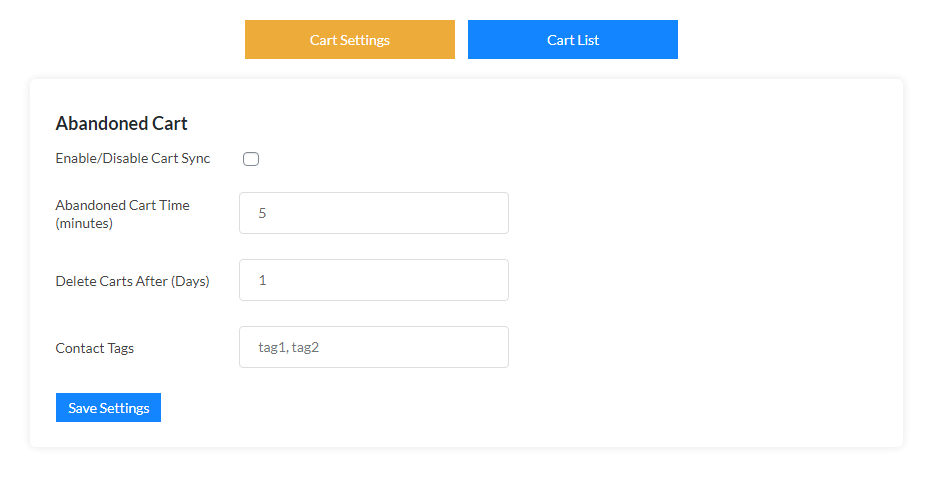 Cart Settings
Cart List
Abandoned Cart
Enable/Disable Cart Sync
Abandoned Cart Time
(minutes)
5
Delete Carts After (Days)
1
Contact Tags
tag1, tag2
Save Settings